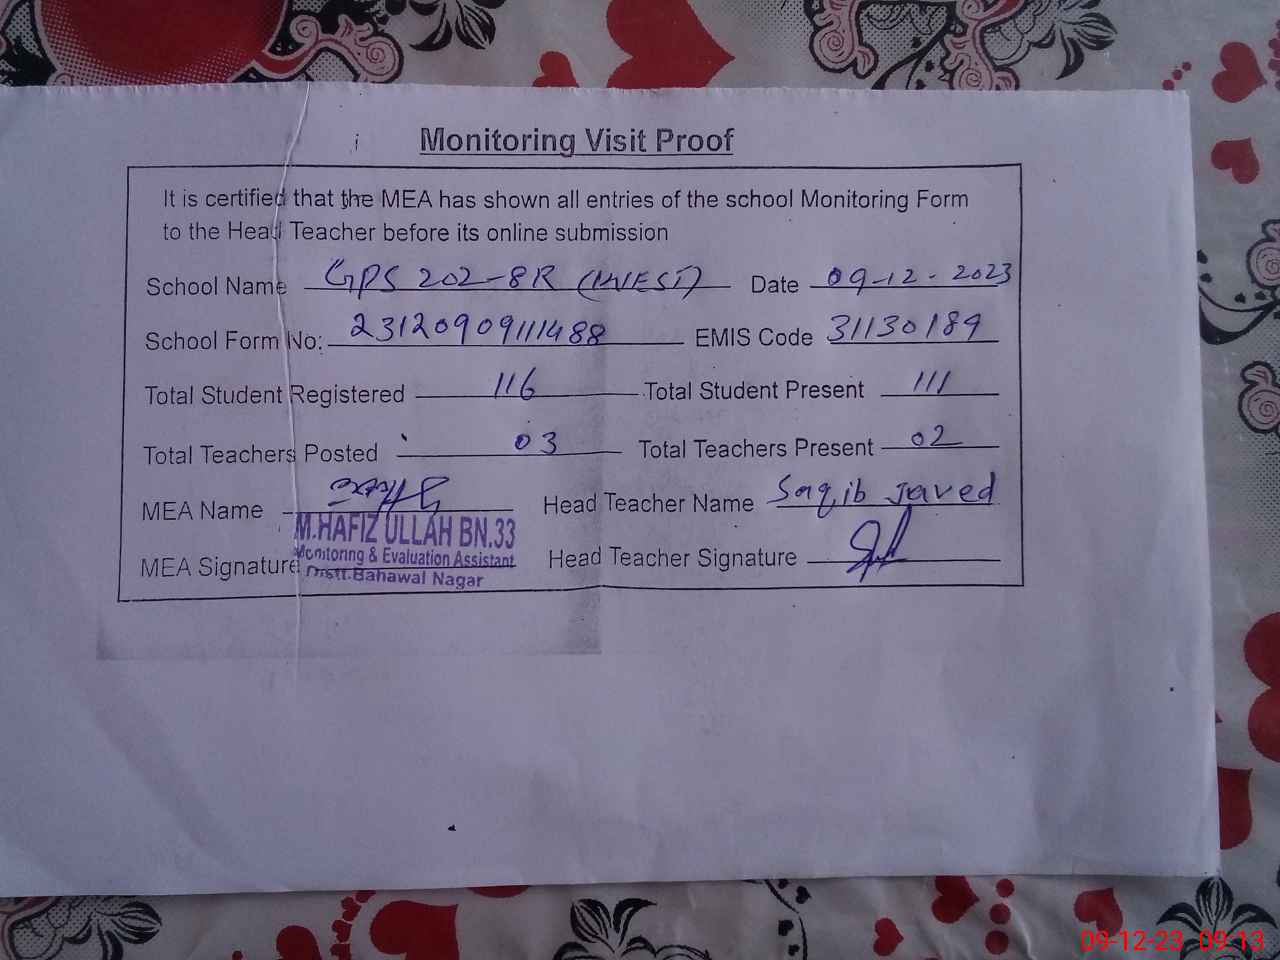 Monitoring Visit Proof
It is certified that the MEA has shown all entries of the school Monitoring Form
to the Head Teacher before its online submission
School Name GPS 202-8R (WEST) Date 09-12-2023
School Form No: 23120909111488 EMIS Code 31130189
Total Student Registered 116 Total Student Present 111
Total Teachers Posted 03 Total Teachers Present 02
MEA Name Head Teacher Name Saqib Javed
M.HAFIZ ULLAH BN.33
Monitoring & Evaluation Assistant
MEA Signature Head Teacher Signature
Distt.Bahawal Nagar
09-12-23 09:13